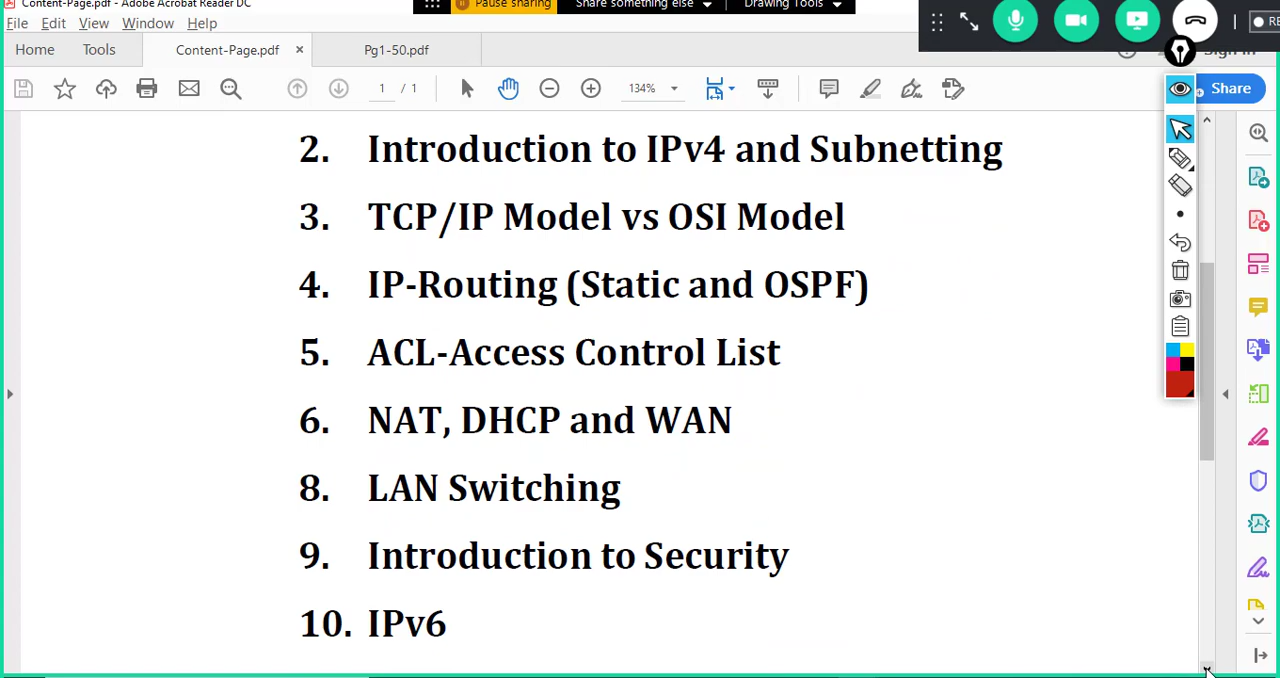 Content-Page.pdf - Adobe Acrobat Reader DC
Pause sharing
Share something else
Drawing Tools
File Edit View Window Help
Home Tools Content-Page.pdf × Pg1-50.pdf
1 / 1
134%
Share
2. Introduction to IPv4 and Subnetting
3. TCP/IP Model vs OSI Model
4. IP-Routing (Static and OSPF)
5. ACL-Access Control List
6. NAT, DHCP and WAN
8. LAN Switching
9. Introduction to Security
10. IPv6